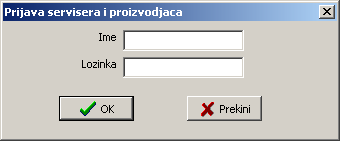 Prijava servisera i proizvodjaca
Ime
Lozinka
OK
Prekini